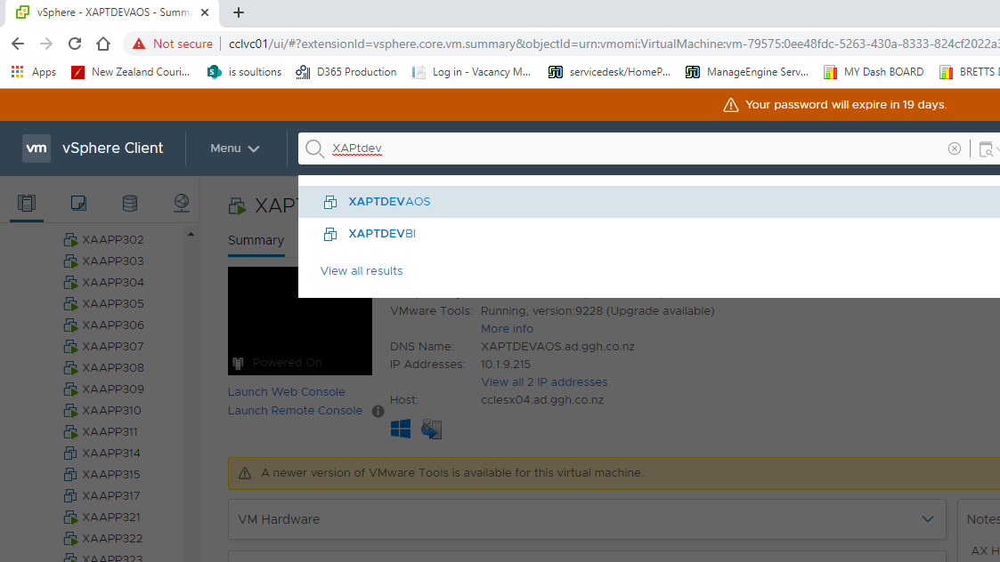 vSphere - XAPTDEVAOS - Summa
Not secure
cclvc01/ui/#?extensionId=vsphere.core.vm.summary&objectId=urn:vmomi:VirtualMachine:vm-79575:0ee48fdc-5263-430a-8333-824cf2022a3
Apps
New Zealand Couri...
is soultions
D365 Production
Log in - Vacancy M...
servicedesk/HomeP...
ManageEngine Serv...
MY Dash BOARD
BRETTS D
Your password will expire in 19 days.
vm vSphere Client
Menu
XAPtdev
XAPTDEVAOS
XAPTDEVBI
View all results
XAPT
Summary
XAAPP302
XAAPP303
XAAPP304
XAAPP305
XAAPP306
XAAPP307
XAAPP308
XAAPP309
XAAPP310
XAAPP311
XAAPP314
XAAPP315
XAAPP317
XAAPP321
XAAPP322
XAAPP323
Powered On
Launch Web Console
Launch Remote Console
VMware Tools: Running, version:9228 (Upgrade available)
More info
DNS Name: XAPTDEVAOS.ad.ggh.co.nz
IP Addresses: 10.1.9.215
View all 2 IP addresses
Host: cclesx04.ad.ggh.co.nz
A newer version of VMware Tools is available for this virtual machine.
VM Hardware
Notes
AX H